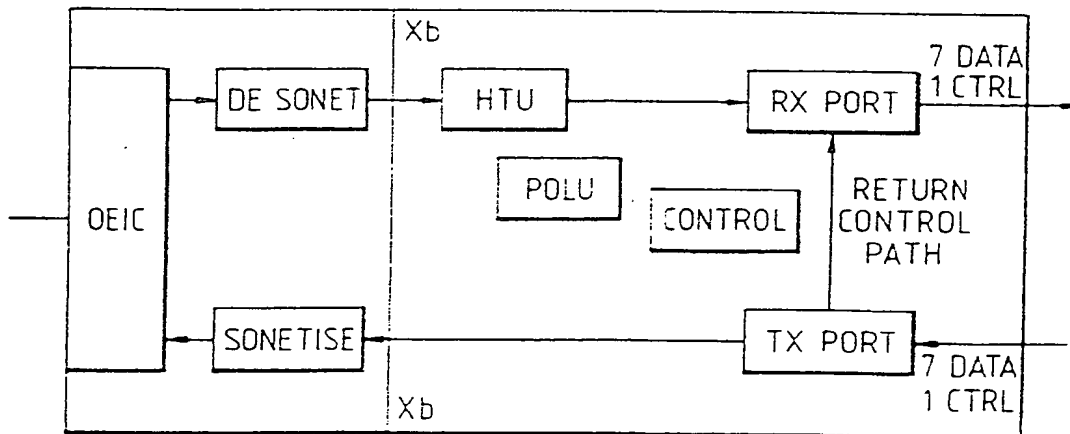 Xb
7 DATA
1 CTRL
DE SONET
HTU
RX PORT
POLU
CONTROL
OEIC
RETURN
CONTROL
PATH
SONETISE
TX PORT
7 DATA
1 CTRL
Xb